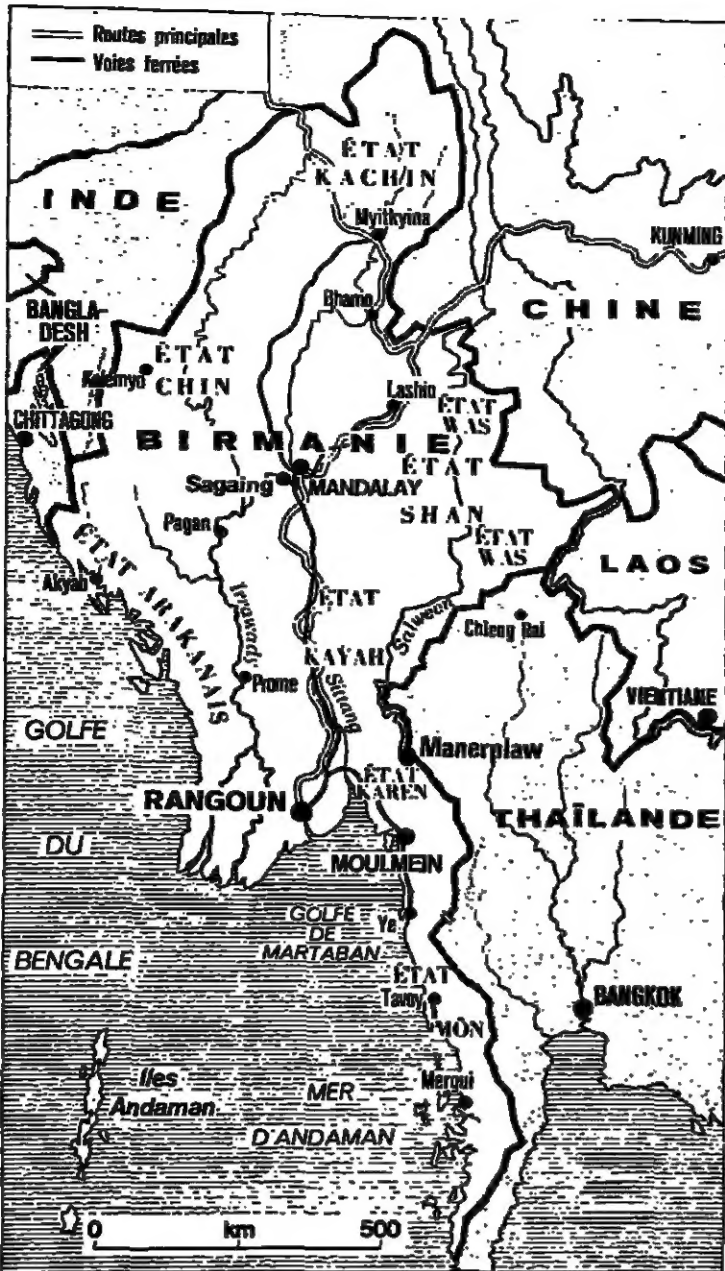 Routes principales
Voies ferrées
ÉTAT
KACHIN
INDE
Myitkyina
KUNMING
BANGLA-
DESH
Bhamo
CHINE
ÉTAT
CHIN
Kalemyo
Lashio
ÉTAT
WAS
CHITTAGONG
BIRMANIE
ÉTAT
SHAN
Sagaing
MANDALAY
Pagan
ÉTAT
WAS
LAOS
ÉTAT ARAKANAIS
Akyab
Irrawady
ÉTAT
KAYAH
Salween
Chieng Rai
Prome
Sittang
VIENTIANE
GOLFE
DU
BENGALE
Manerplaw
ÉTAT
KAREN
RANGOUN
THAÏLANDE
MOULMEIN
GOLFE
DE
MARTABAN
Ye
ÉTAT
MÔN
Tavoy
BANGKOK
Iles
Andaman
MER
D'ANDAMAN
Mergui
0 km 500